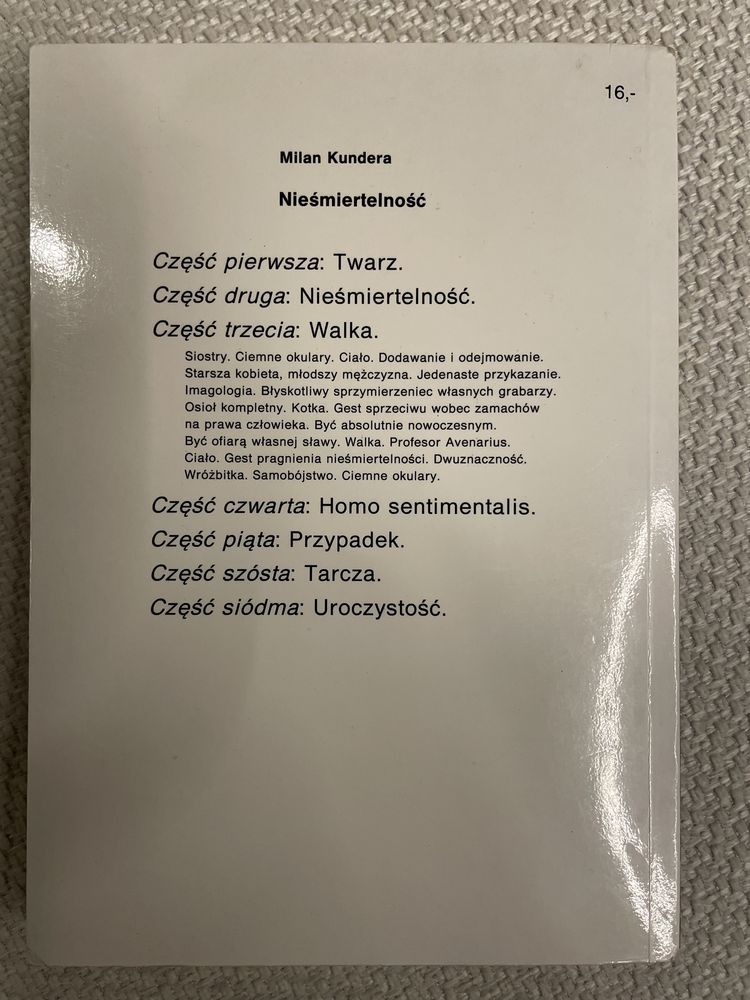 16,-
Milan Kundera
Nieśmiertelność
Część pierwsza: Twarz.
Część druga: Nieśmiertelność.
Część trzecia: Walka.
Siostry. Ciemne okulary. Ciało. Dodawanie i odejmowanie.
Starsza kobieta, młodszy mężczyzna. Jedenaste przykazanie.
Imagologia. Błyskotliwy sprzymierzeniec własnych grabarzy.
Osioł kompletny. Kotka. Gest sprzeciwu wobec zamachów
na prawa człowieka. Być absolutnie nowoczesnym.
Być ofiarą własnej sławy. Walka. Profesor Avenarius.
Ciało. Gest pragnienia nieśmiertelności. Dwuznaczność.
Wróżbitka. Samobójstwo. Ciemne okulary.
Część czwarta: Homo sentimentalis.
Część piąta: Przypadek.
Część szósta: Tarcza.
Część siódma: Uroczystość.